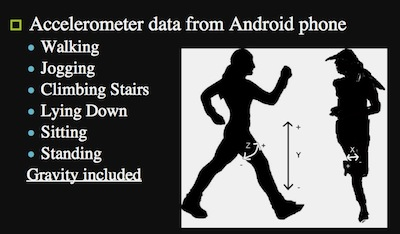 Accelerometer data from Android phone
Walking
Jogging
Climbing Stairs
Lying Down
Sitting
Standing
Gravity included
+
Y
-
Z
+
-
X
+
-